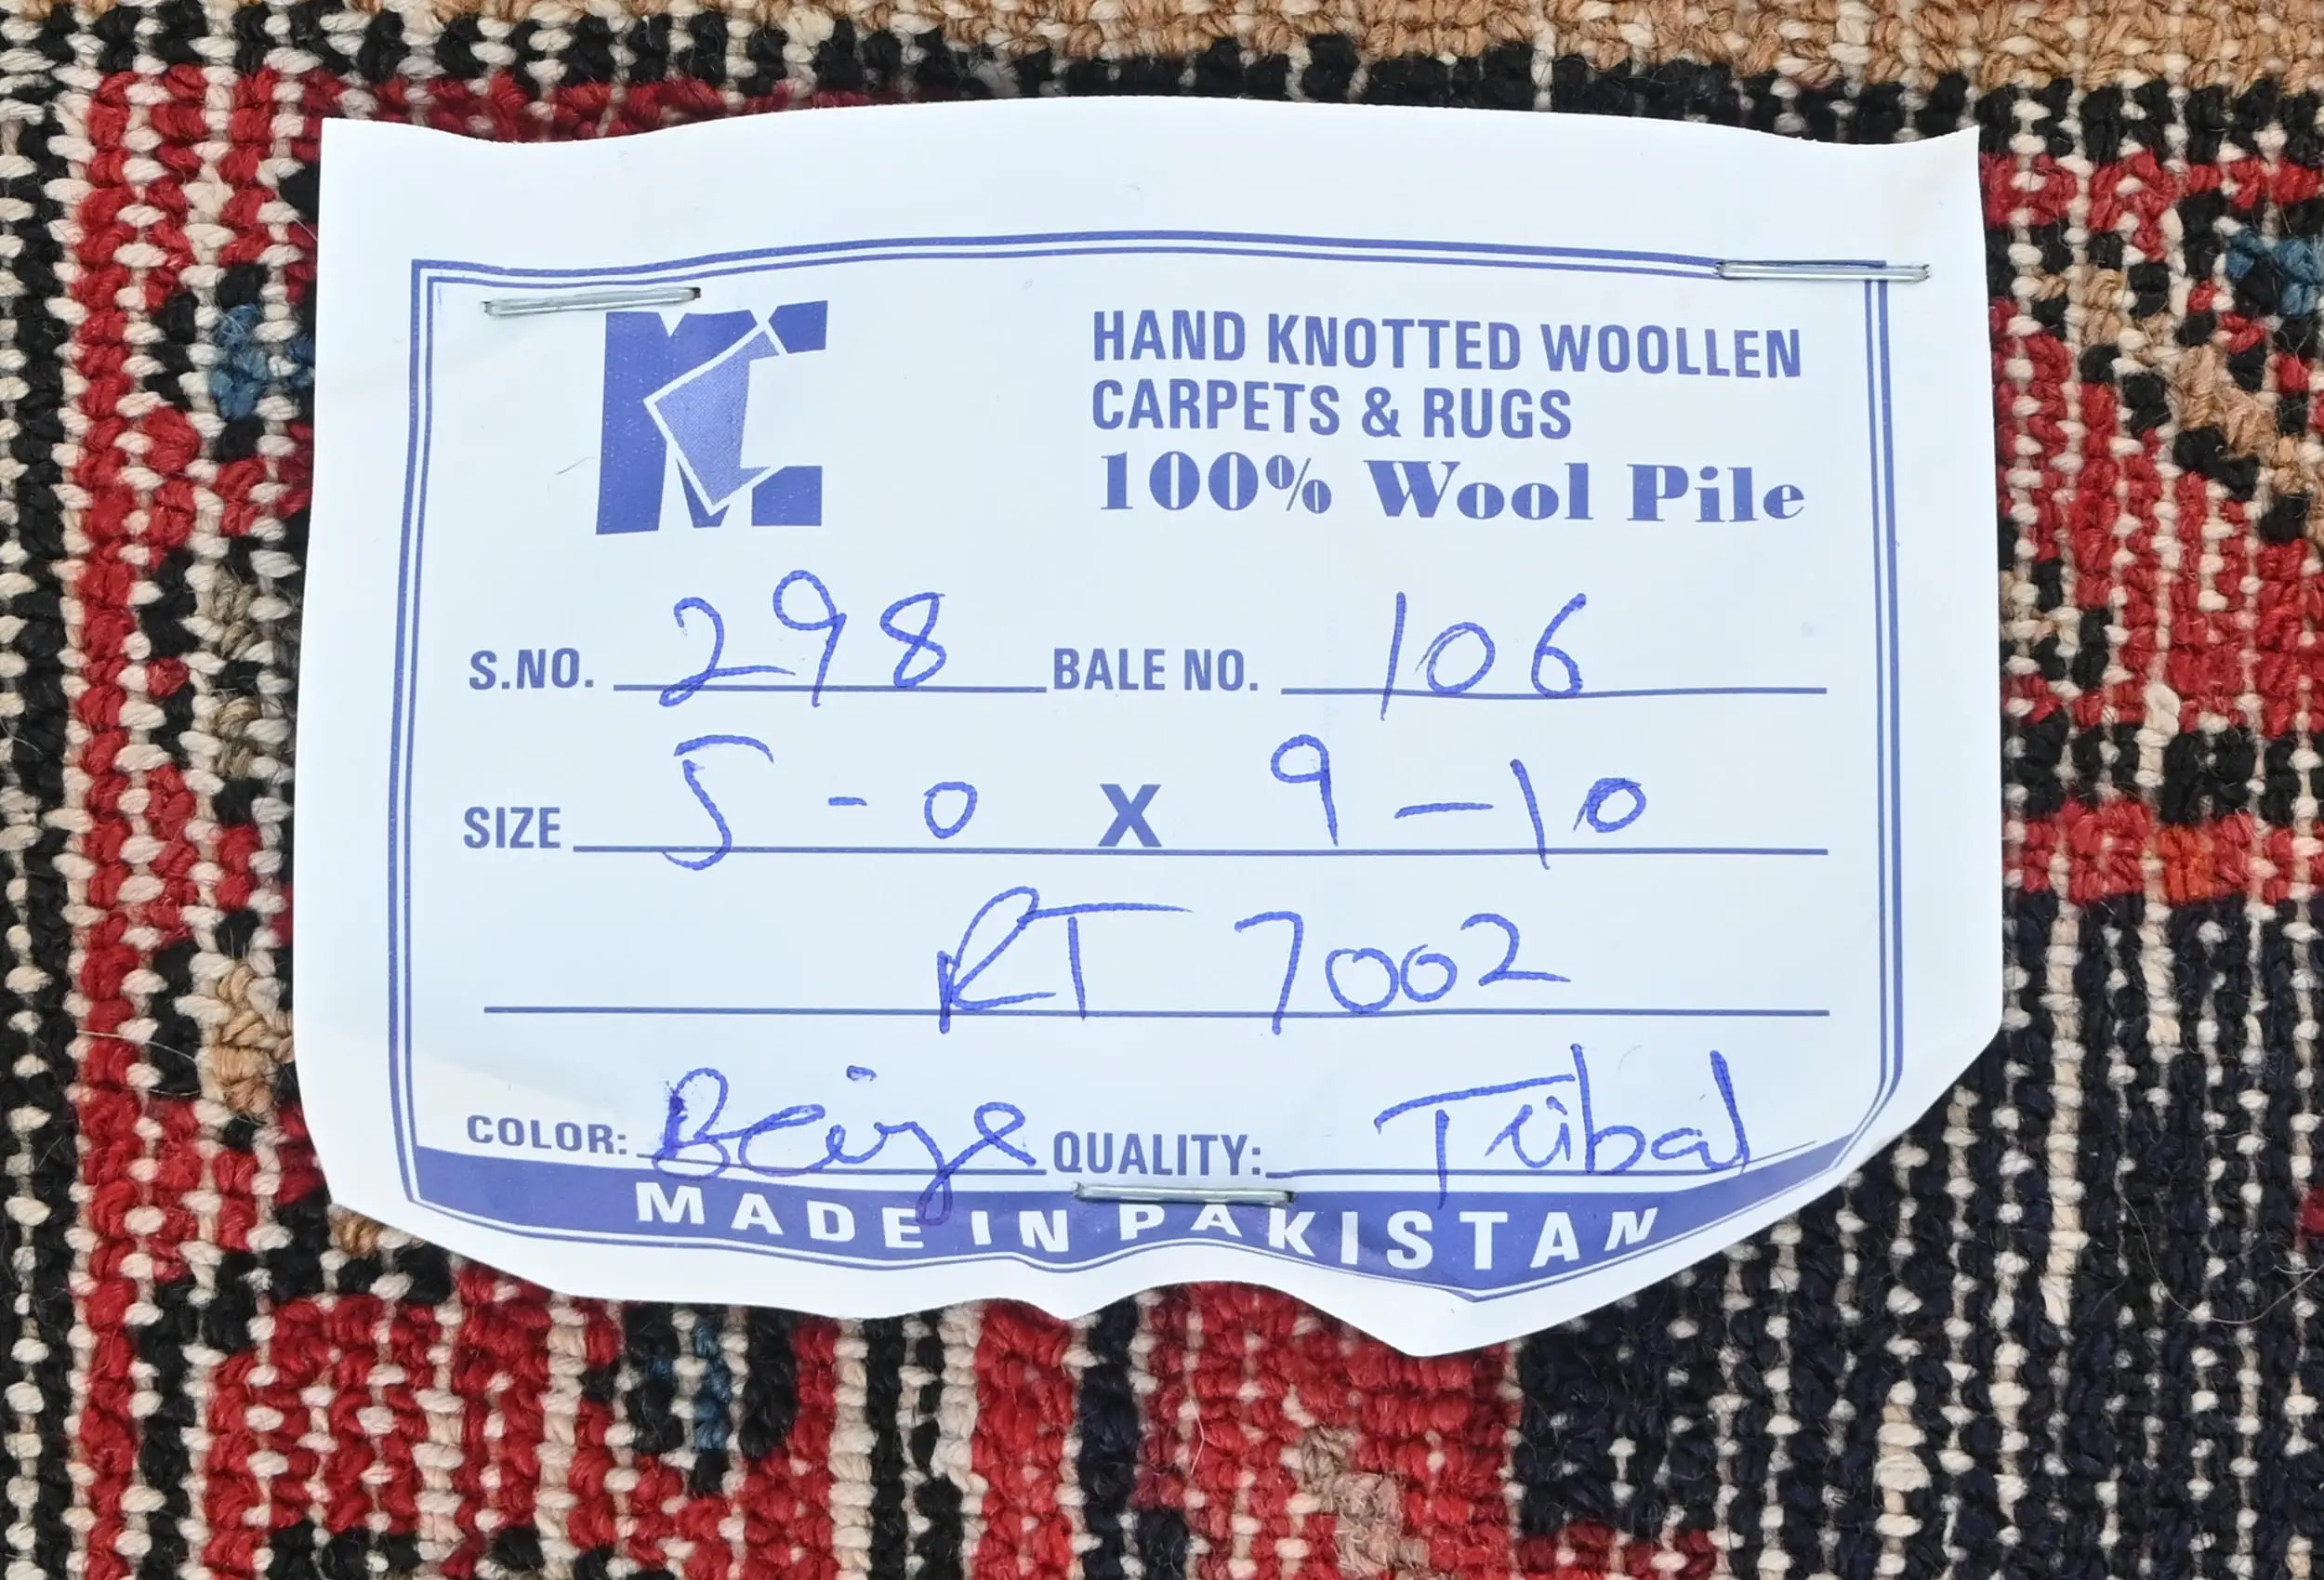 HAND KNOTTED WOOLLEN
CARPETS & RUGS
100% Wool Pile
S.NO. 298 BALE NO. 106
SIZE 5-0 X 9-10
RT 7002
COLOR: Beige QUALITY: Tribal
MADE IN PAKISTAN